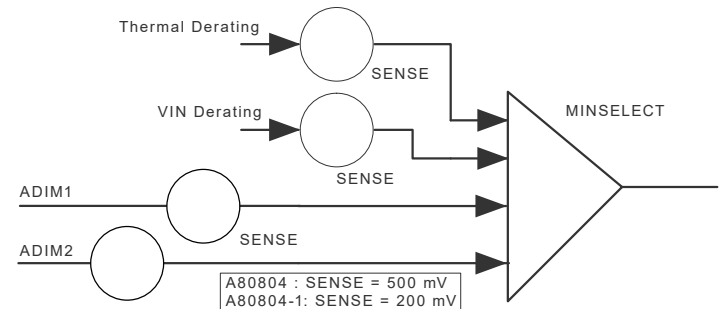 Thermal Derating
SENSE
MINSELECT
VIN Derating
SENSE
ADIM1
SENSE
ADIM2
A80804 : SENSE = 500 mV
A80804-1: SENSE = 200 mV